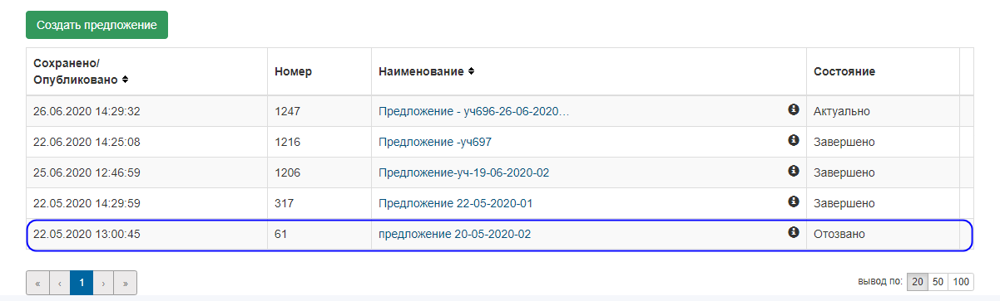 Создать предложение
Сохранено/
Опубликовано Номер Наименование Состояние
26.06.2020 14:29:32 1247 Предложение - уч696-26-06-2020... Актуально
22.06.2020 14:25:08 1216 Предложение -уч697 Завершено
25.06.2020 12:46:59 1206 Предложение-уч-19-06-2020-02 Завершено
22.05.2020 14:29:59 317 Предложение 22-05-2020-01 Завершено
22.05.2020 13:00:45 61 предложение 20-05-2020-02 Отозвано
« ‹ 1 › » вывод по: 20 50 100